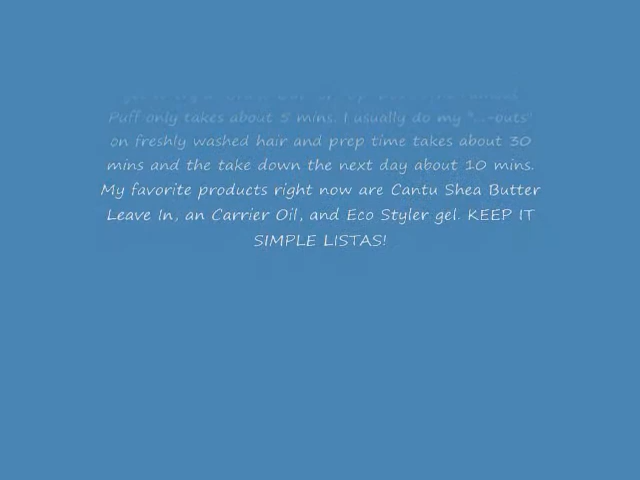 Puff only takes about 5 mins. I usually do my "...-outs"
on freshly washed hair and prep time takes about 30
mins and the take down the next day about 10 mins.
My favorite products right now are Cantu Shea Butter
Leave In, an Carrier Oil, and Eco Styler gel. KEEP IT
SIMPLE LISTAS!